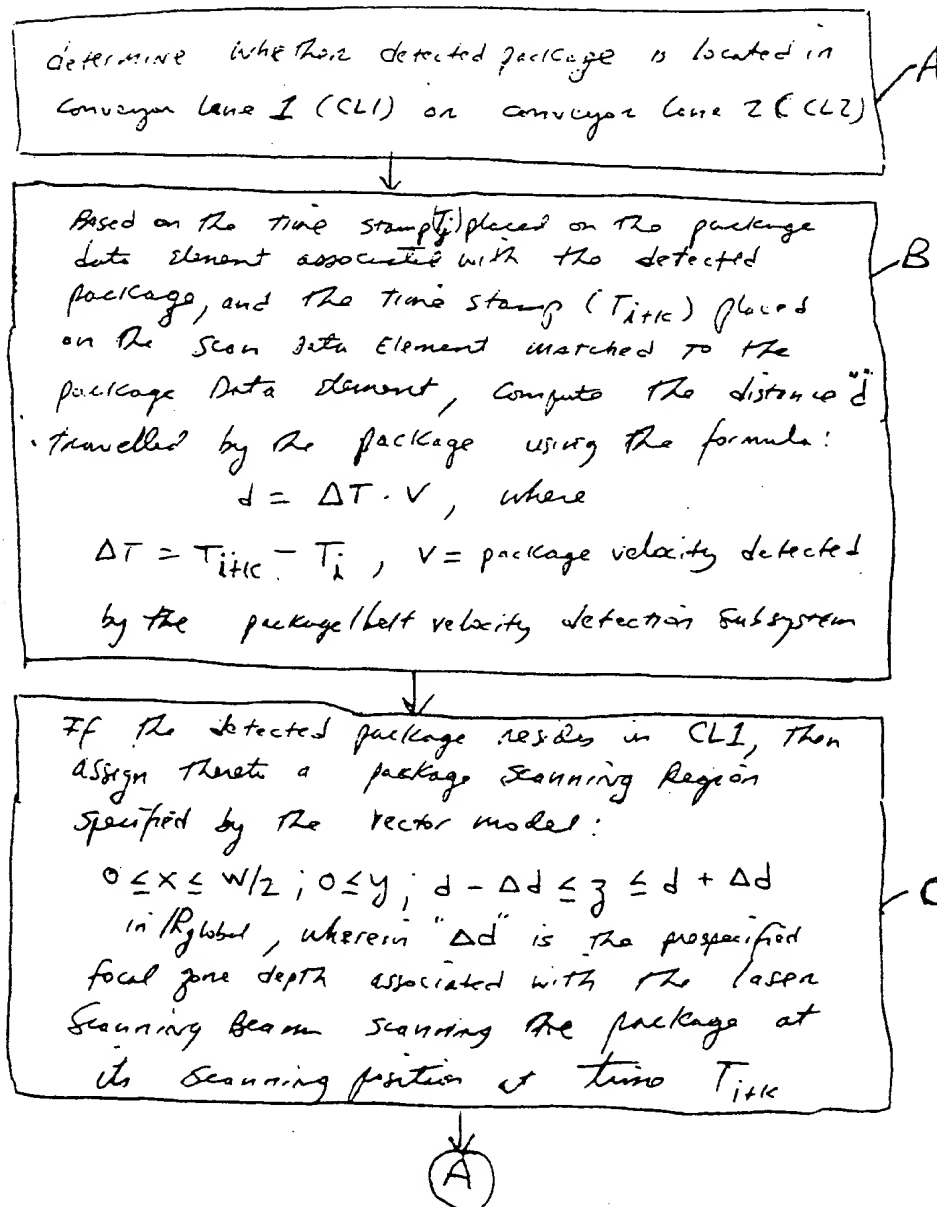 determine whether detected package is located in
conveyor lane 1 (CL1) or conveyor lane 2 (CL2)
A
Based on the time stamp (Tj) placed on the package
data element associated with the detected
package, and the time stamp (Ti+k) placed
on the Scan Data Element matched to the
package Data element, compute the distance "d"
travelled by the package using the formula:
d = ΔT · V, where
ΔT = Ti+k - Ti, V = package velocity detected
by the package/belt velocity detection subsystem
B
If the detected package resides in CL1, then
assign thereto a package Scanning Region
specified by the vector model:
0 ≤ x ≤ W/2 ; 0 ≤ y ; d - Δd ≤ z ≤ d + Δd
in Rglobal, wherein "Δd" is the prespecified
focal zone depth associated with the laser
Scanning Beam scanning the package at
its scanning position at time Ti+k
C
A